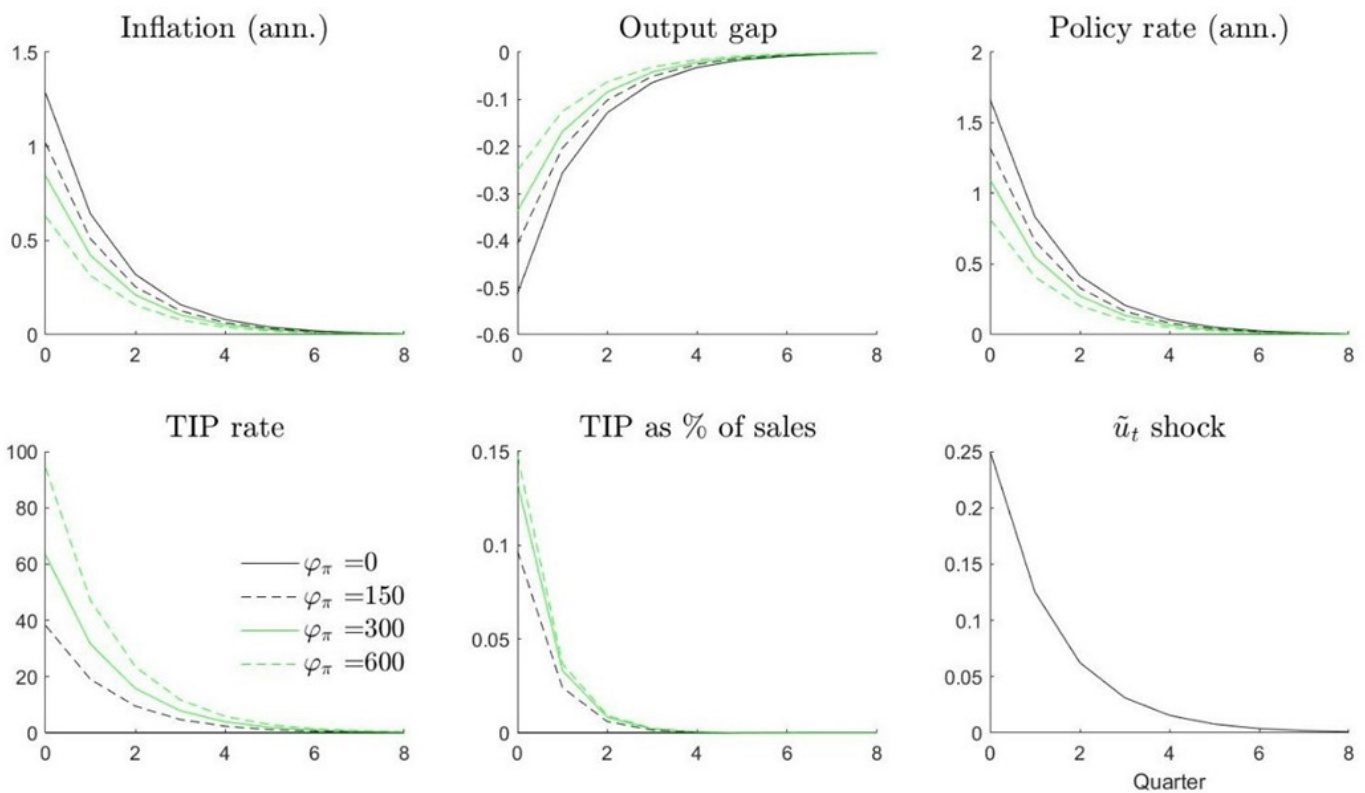 Inflation (ann.)
1.5
1
0.5
0
0 2 4 6 8
Output gap
0
-0.1
-0.2
-0.3
-0.4
-0.5
-0.6
0 2 4 6 8
Policy rate (ann.)
2
1.5
1
0.5
0
0 2 4 6 8
TIP rate
100
80
60
40
20
0
φπ =0
φπ =150
φπ =300
φπ =600
0 2 4 6 8
TIP as % of sales
0.15
0.1
0.05
0
0 2 4 6 8
ũt shock
0.25
0.2
0.15
0.1
0.05
0
0 2 4 6 8
Quarter